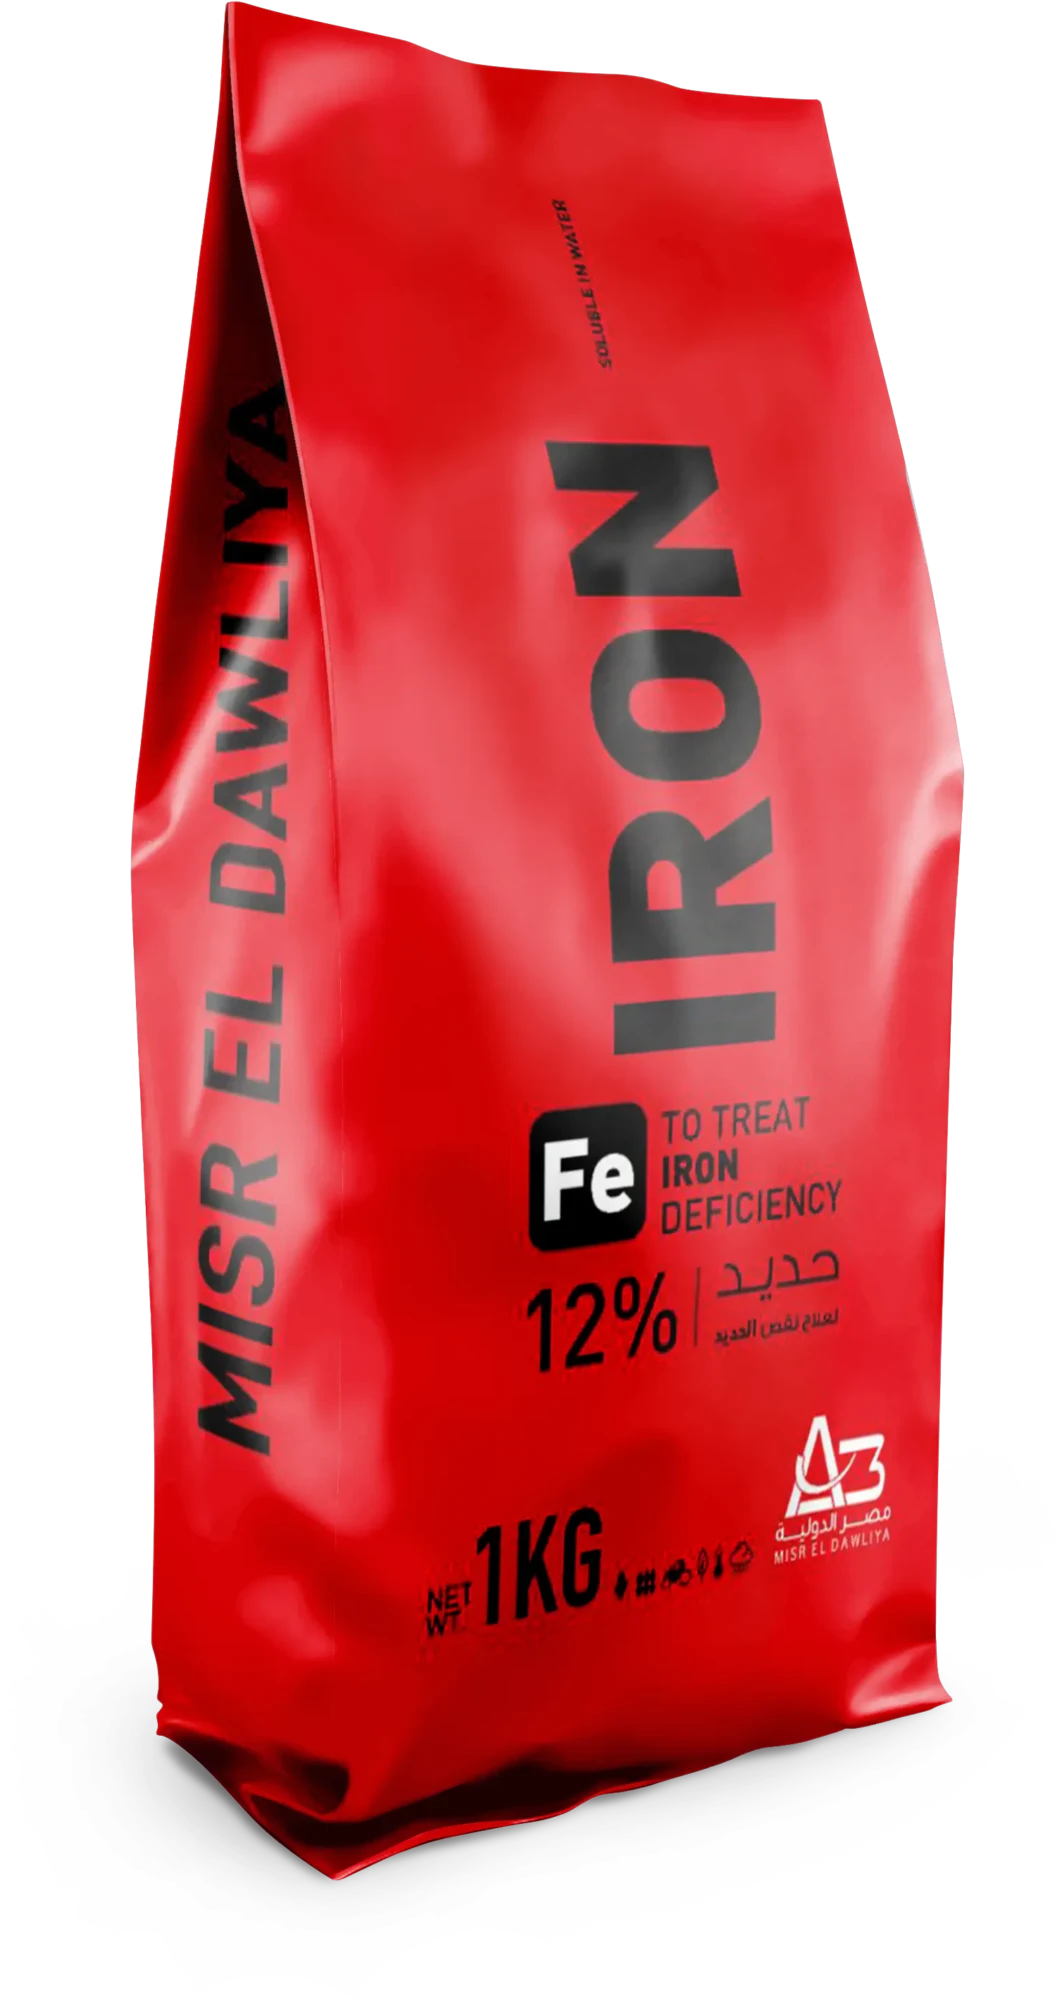 SOLUBLE IN WATER
IRON
MISR EL DAWLIYA
Fe
TO TREAT
IRON
DEFICIENCY
12%
حديد
لعلاج نقص الحديد
A3
مصر الدولية
MISR EL DAWLIYA
NET
WT.
1KG